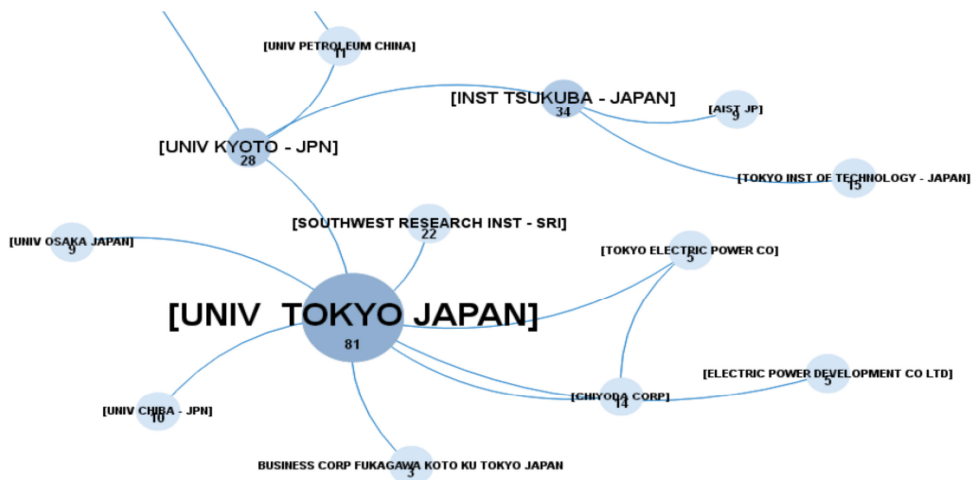 [UNIV PETROLEUM CHINA]
11
[INST TSUKUBA - JAPAN]
34
[AIST JP]
9
[UNIV KYOTO - JPN]
28
[TOKYO INST OF TECHNOLOGY - JAPAN]
15
[SOUTHWEST RESEARCH INST - SRI]
22
[UNIV OSAKA JAPAN]
9
[TOKYO ELECTRIC POWER CO]
5
[UNIV TOKYO JAPAN]
81
[ELECTRIC POWER DEVELOPMENT CO LTD]
5
[CHIYODA CORP]
14
[UNIV CHIBA - JPN]
10
BUSINESS CORP FUKAGAWA KOTO KU TOKYO JAPAN
3